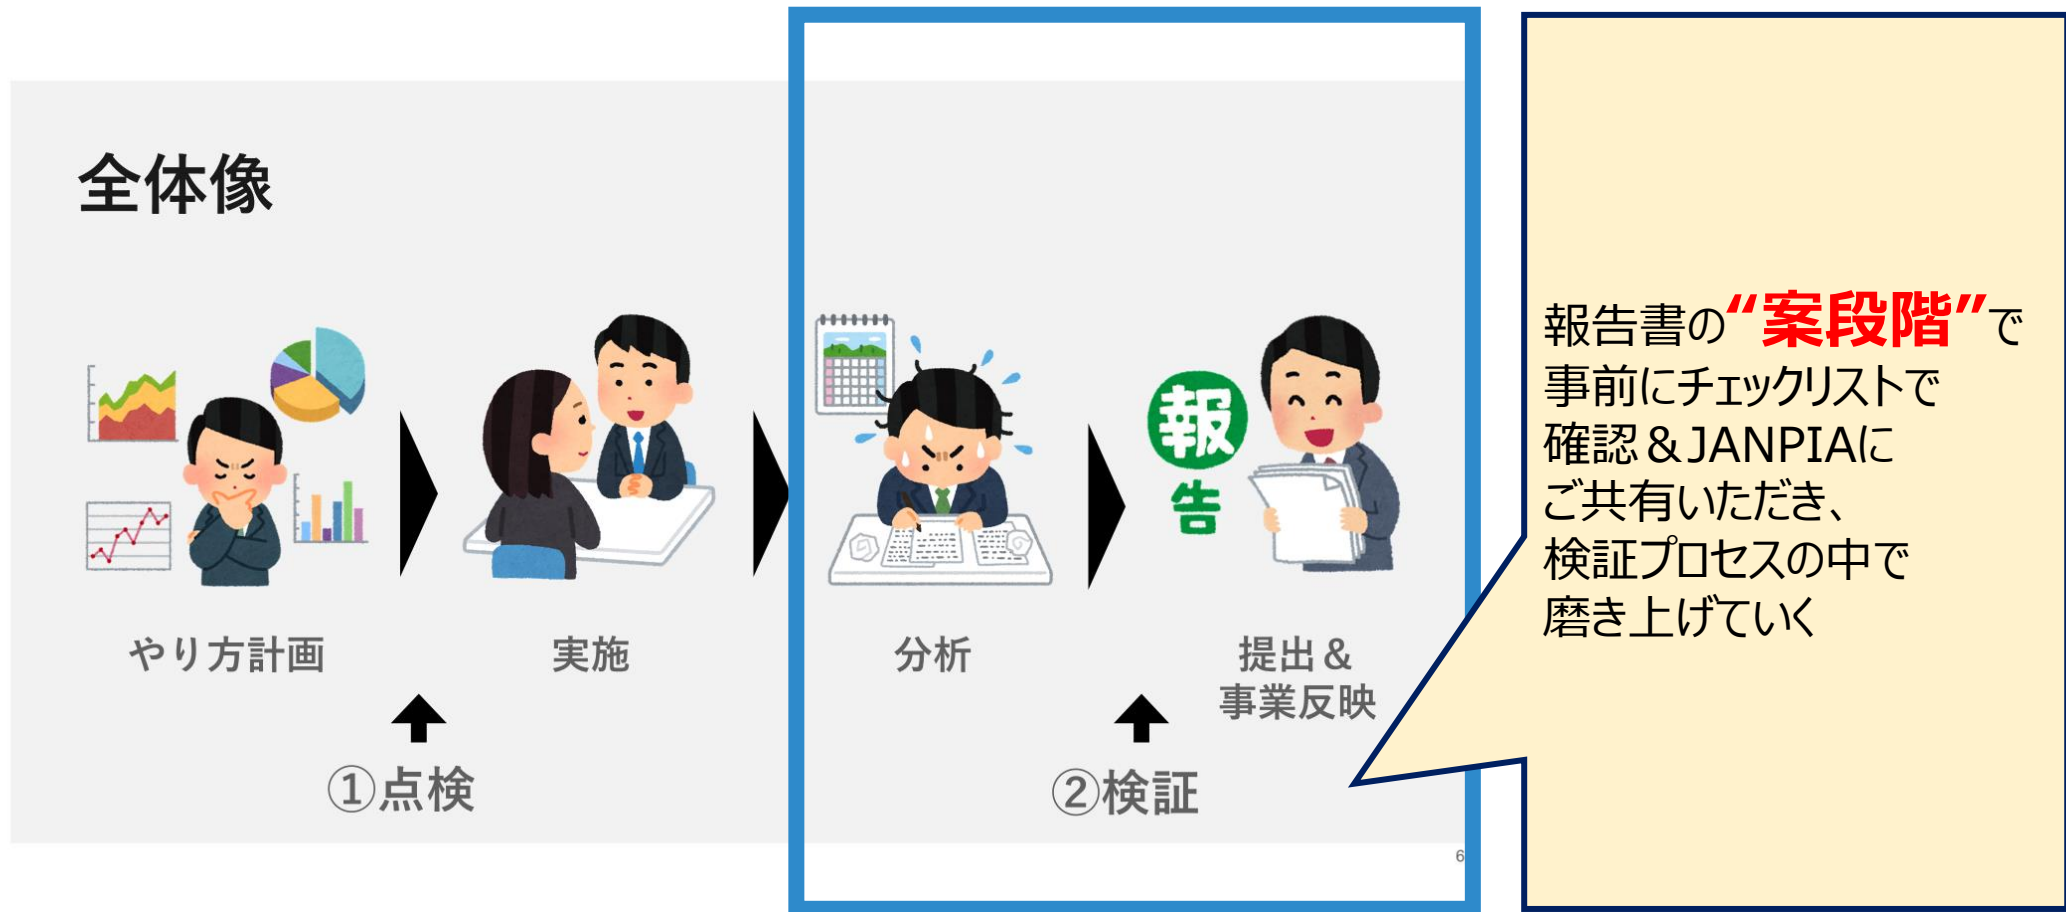 全体像
報
告
やり方計画
実施
分析
提出&
事業反映
①点検
②検証
6
報告書の“案段階”で
事前にチェックリストで
確認&JANPIAに
ご共有いただき、
検証プロセスの中で
磨き上げていく